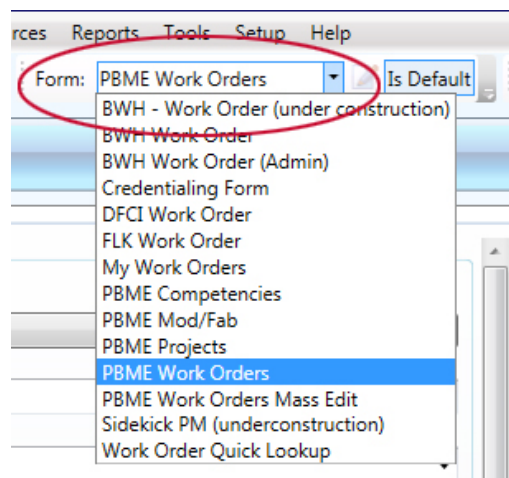 rces Reports Tools Setup Help
Form: PBME Work Orders Is Default
BWH - Work Order (under construction)
BWH Work Order
BWH Work Order (Admin)
Credentialing Form
DFCI Work Order
FLK Work Order
My Work Orders
PBME Competencies
PBME Mod/Fab
PBME Projects
PBME Work Orders
PBME Work Orders Mass Edit
Sidekick PM (underconstruction)
Work Order Quick Lookup